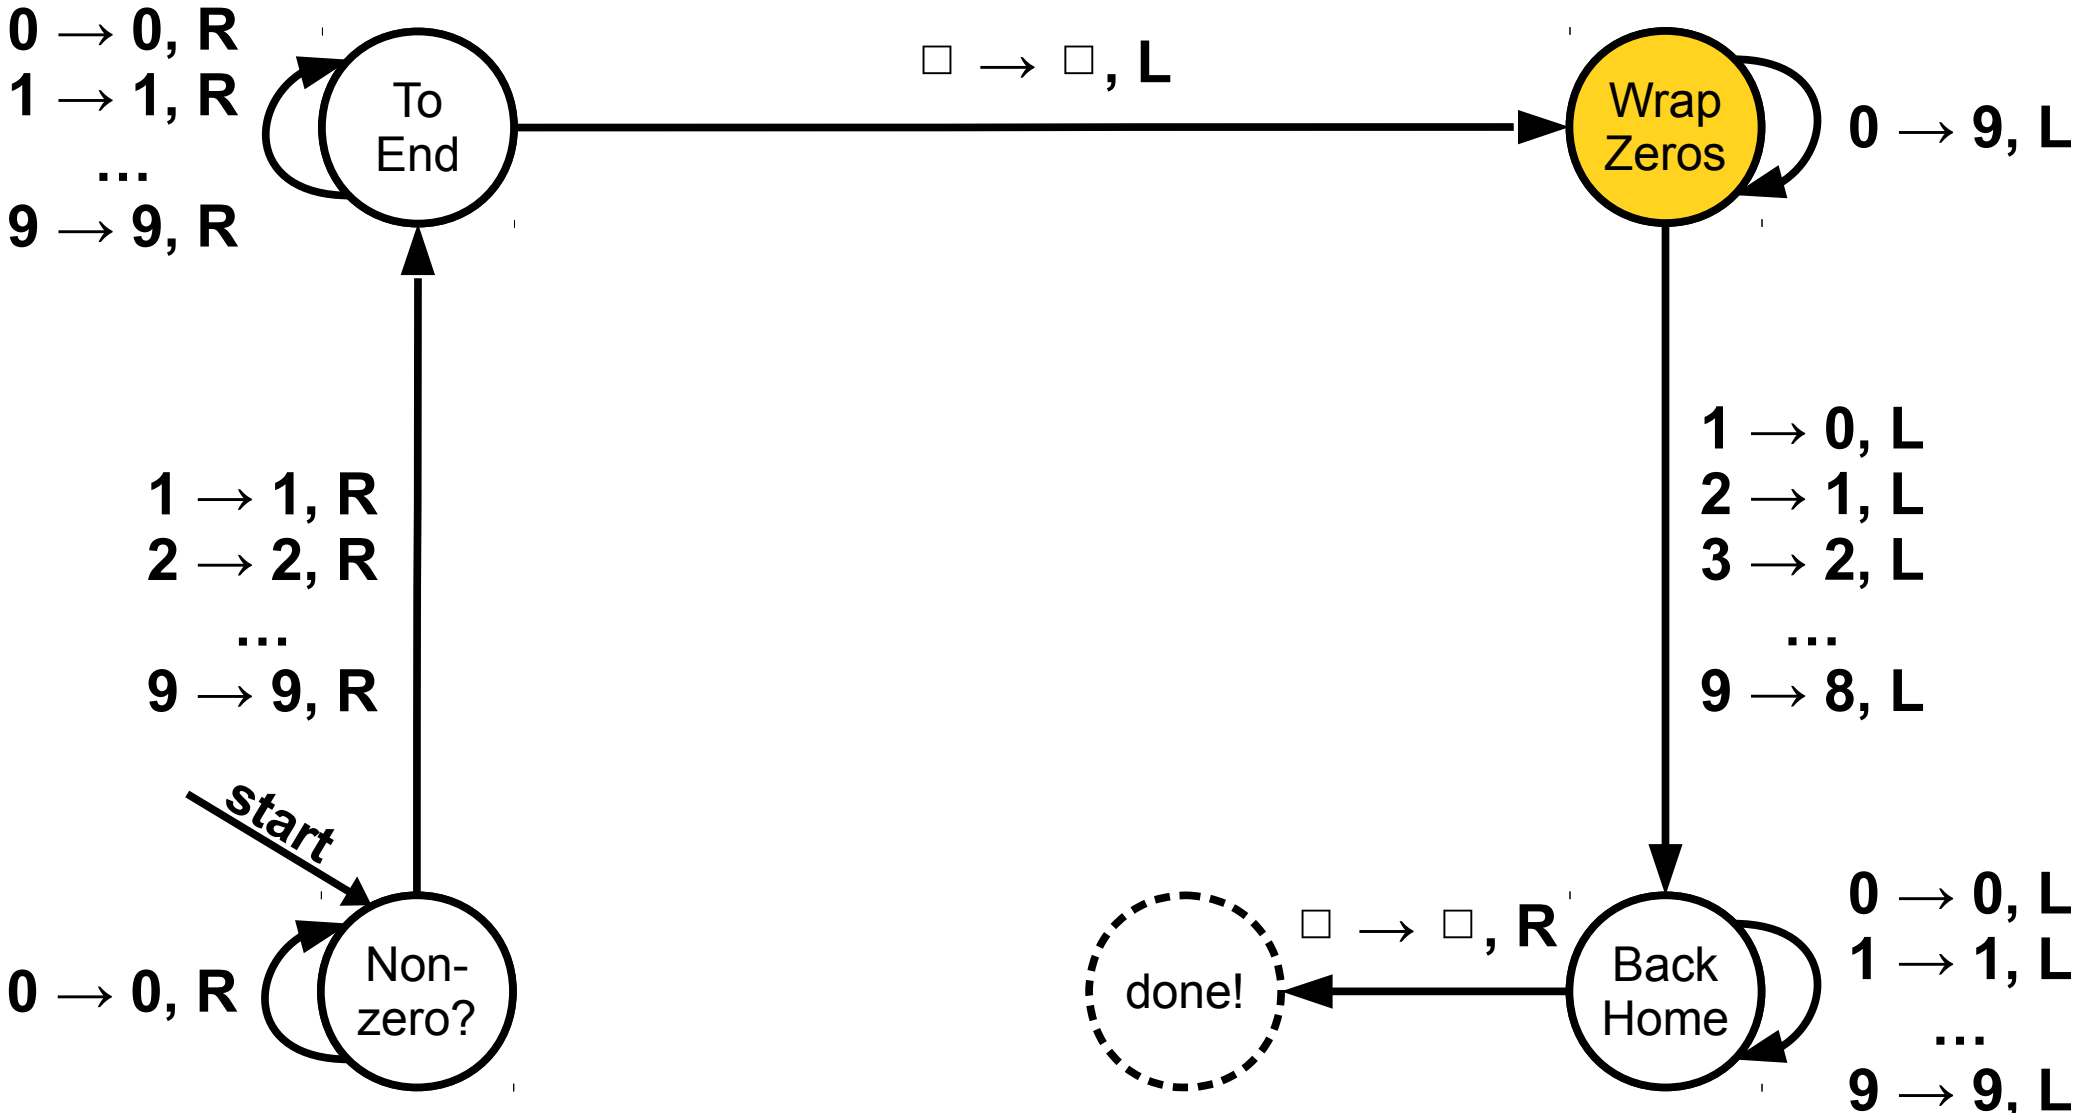 0 → 0, R
1 → 1, R
...
9 → 9, R
To
End
□ → □, L
Wrap
Zeros
0 → 9, L
1 → 1, R
2 → 2, R
...
9 → 9, R
1 → 0, L
2 → 1, L
3 → 2, L
...
9 → 8, L
start
Non-
zero?
0 → 0, R
done!
□ → □, R
Back
Home
0 → 0, L
1 → 1, L
...
9 → 9, L